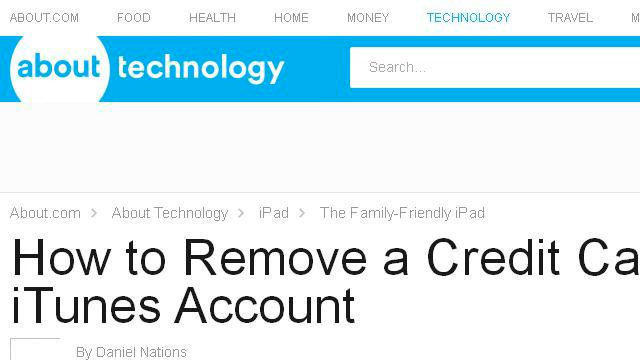 ABOUT.COM FOOD HEALTH HOME MONEY TECHNOLOGY TRAVEL M
about technology Search...
About.com > About Technology > iPad > The Family-Friendly iPad
How to Remove a Credit Ca
iTunes Account
By Daniel Nations